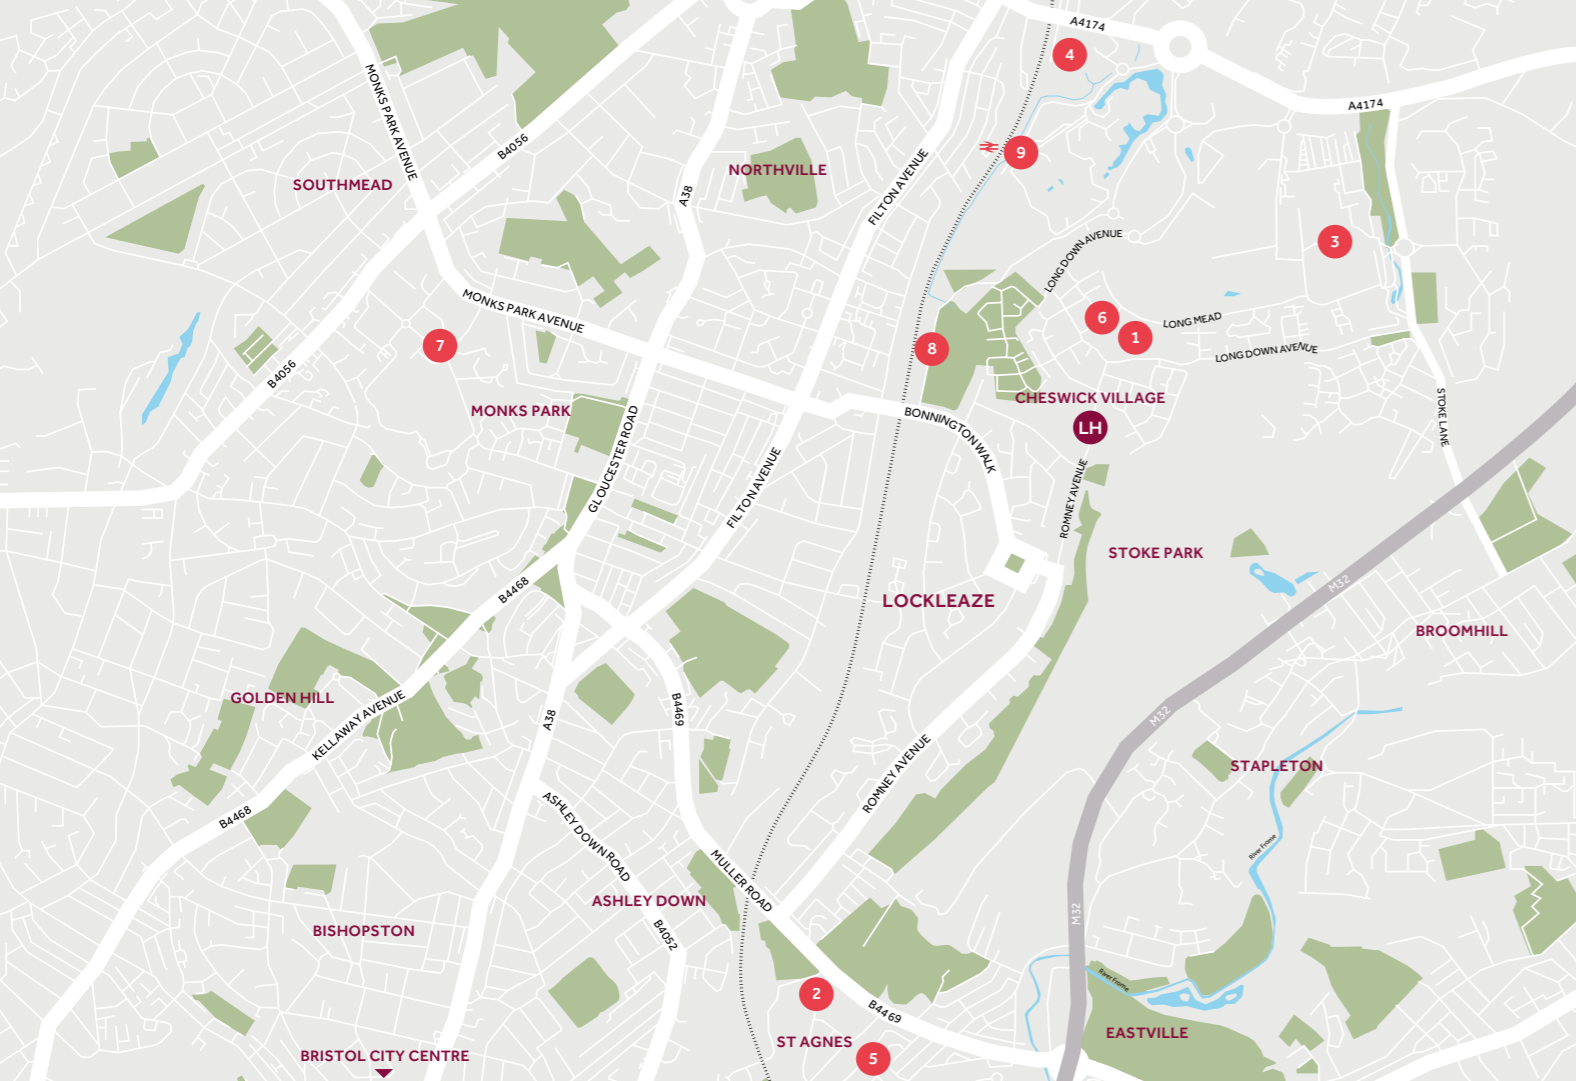 A4174
4
MONKS PARK AVENUE
A4174
B4056
9
NORTHVILLE
FILTON AVENUE
SOUTHMEAD
A38
LONG DOWN AVENUE
3
MONKS PARK AVENUE
6
LONG MEAD
1
7
8
LONG DOWN AVENUE
B4056
CHESWICK VILLAGE
MONKS PARK
BONNINGTON WALK
STOKE LANE
LH
GLOUCESTER ROAD
FILTON AVENUE
ROMNEY AVENUE
STOKE PARK
M32
B4468
LOCKLEAZE
BROOMHILL
GOLDEN HILL
KELLAWAY AVENUE
A38
B4469
M32
STAPLETON
ROMNEY AVENUE
B4468
ASHLEY DOWN ROAD
River Frome
MULLER ROAD
ASHLEY DOWN
M32
BISHOPSTON
B4052
River Frome
2
B4469
EASTVILLE
ST AGNES
BRISTOL CITY CENTRE
5